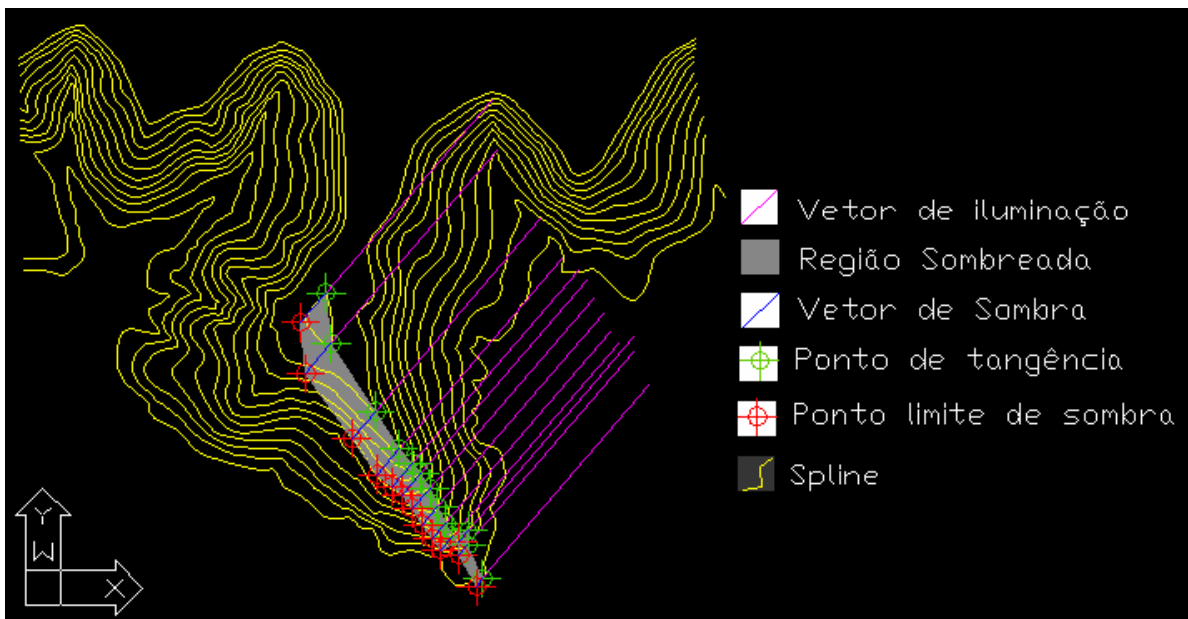 Vetor de iluminação
Região Sombreada
Vetor de Sombra
Ponto de tangência
Ponto limite de sombra
Spline
Y
W
X